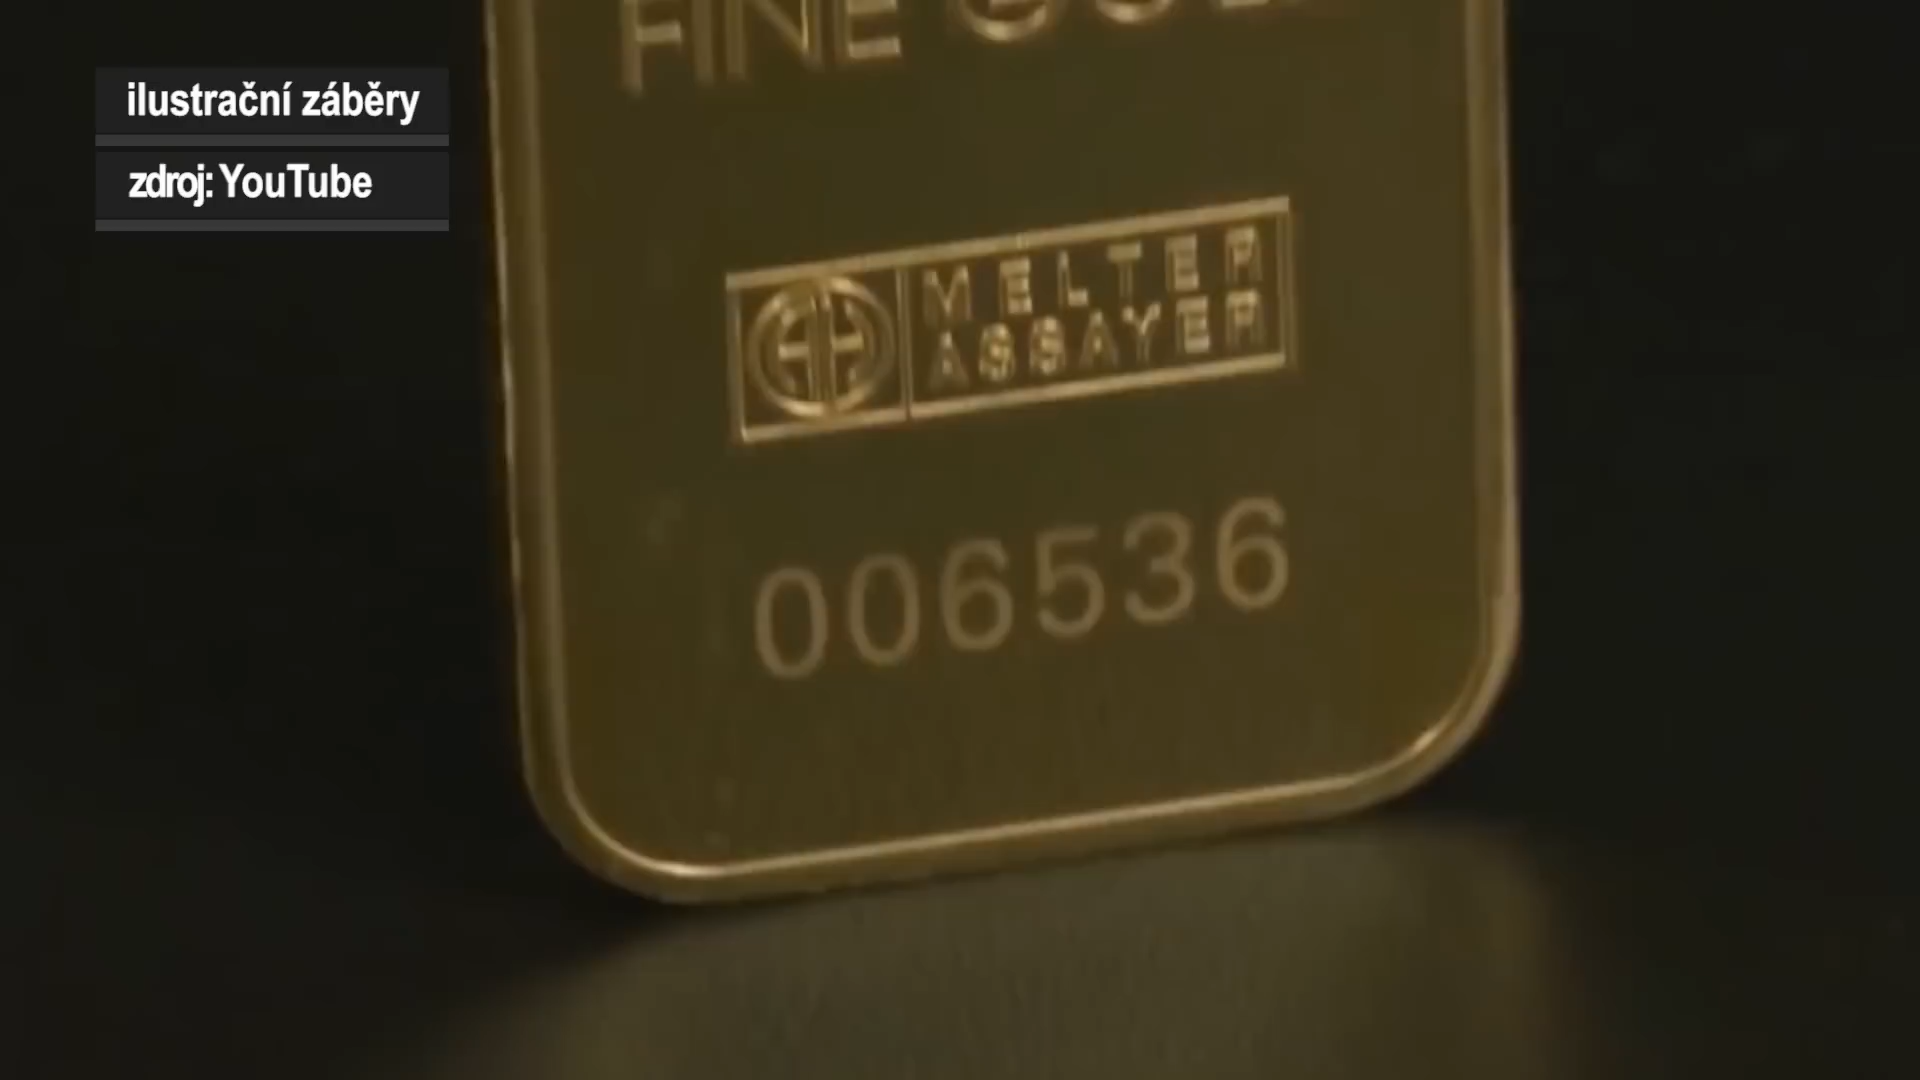 ilustrační záběry
zdroj: YouTube
FINE GOLD
MELTER
ASSAYER
006536